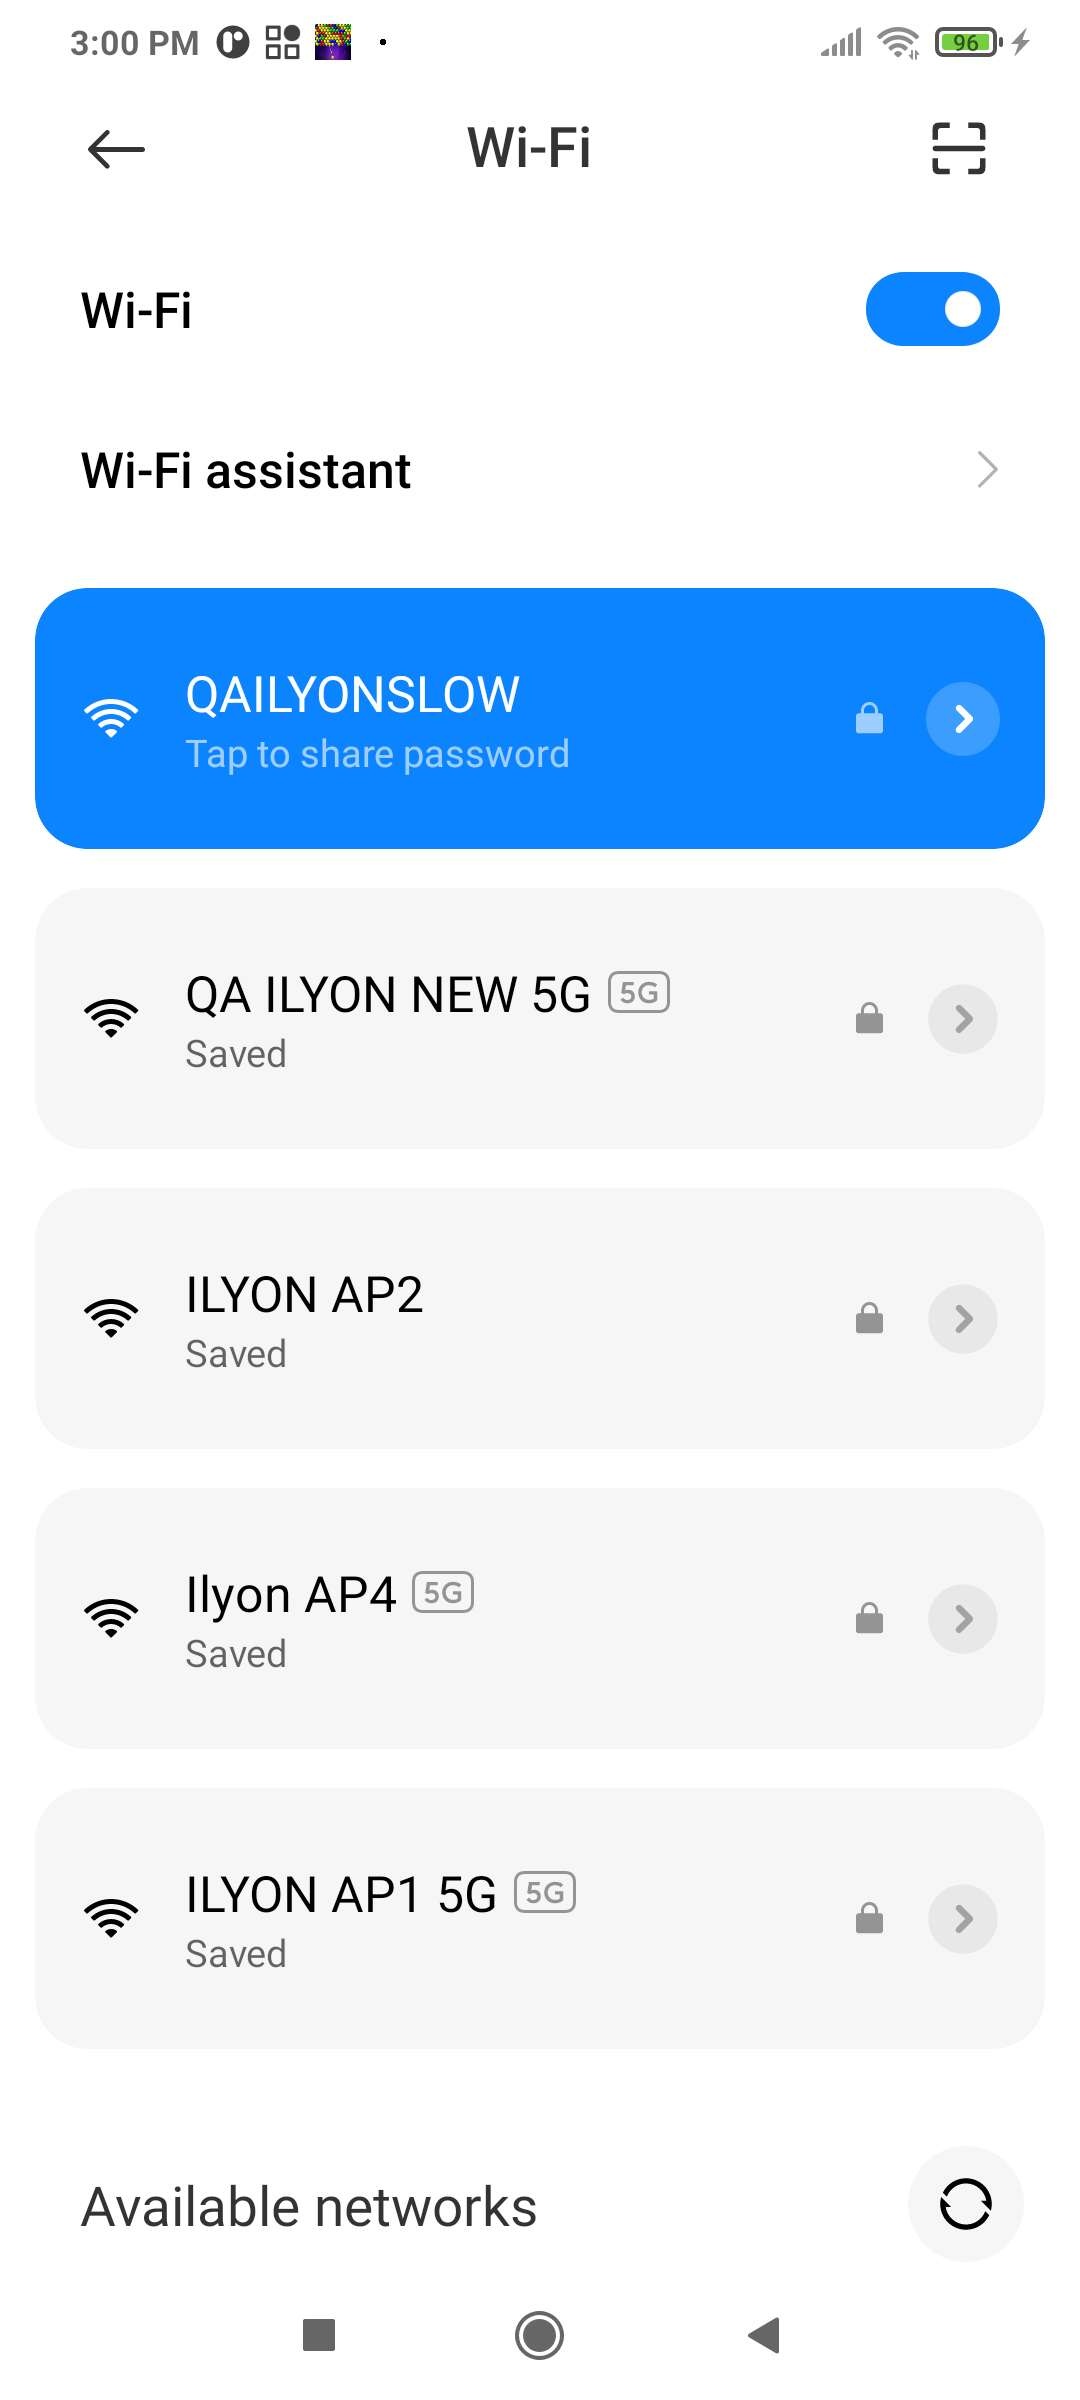 3:00 PM
96
Wi-Fi
Wi-Fi
Wi-Fi assistant
QAILYONSLOW
Tap to share password
QA ILYON NEW 5G 5G
Saved
ILYON AP2
Saved
Ilyon AP4 5G
Saved
ILYON AP1 5G 5G
Saved
Available networks